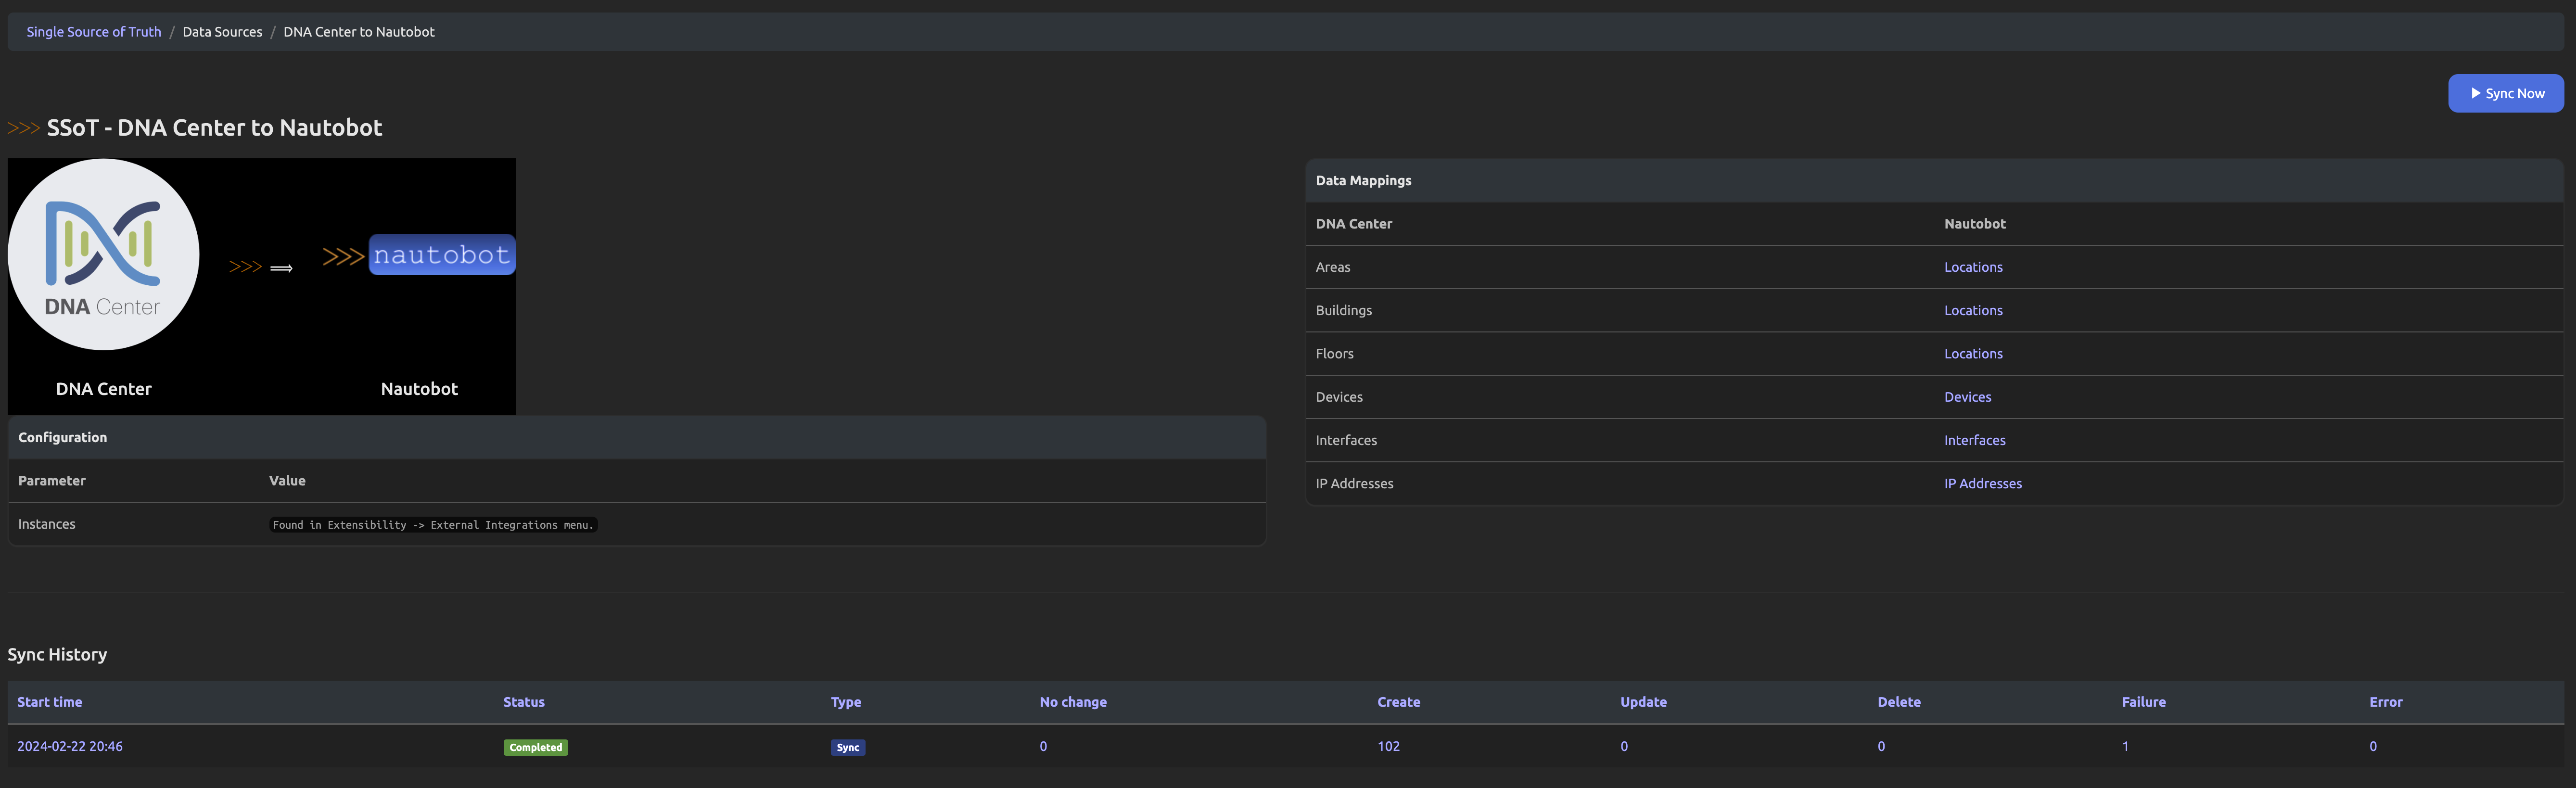 Single Source of Truth / Data Sources / DNA Center to Nautobot
Sync Now
>>> SSoT - DNA Center to Nautobot
DNA Center
>>>
>>> nautobot
DNA Center
Nautobot
Configuration
Parameter Value
Instances Found in Extensibility -> External Integrations menu.
Data Mappings
DNA Center Nautobot
Areas Locations
Buildings Locations
Floors Locations
Devices Devices
Interfaces Interfaces
IP Addresses IP Addresses
Sync History
Start time Status Type No change Create Update Delete Failure Error
2024-02-22 20:46 Completed Sync 0 102 0 0 1 0